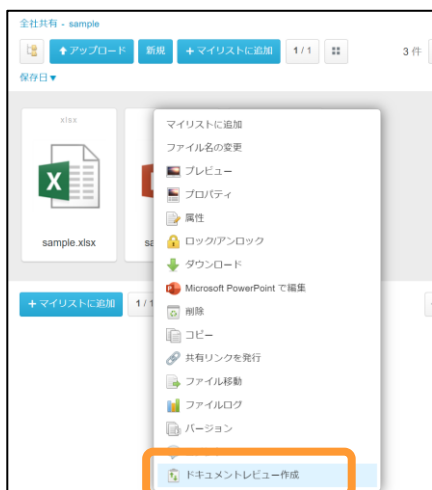 全社共有 - sample
アップロード 新規 +マイリストに追加 1 / 1 3 件
保存日▼
xlsx
sample.xlsx
sa
マイリストに追加
ファイル名の変更
プレビュー
プロパティ
属性
ロック/アンロック
ダウンロード
Microsoft PowerPoint で編集
削除
コピー
共有リンクを発行
ファイル移動
ファイルログ
バージョン
ドキュメントレビュー作成
+マイリストに追加 1 / 1